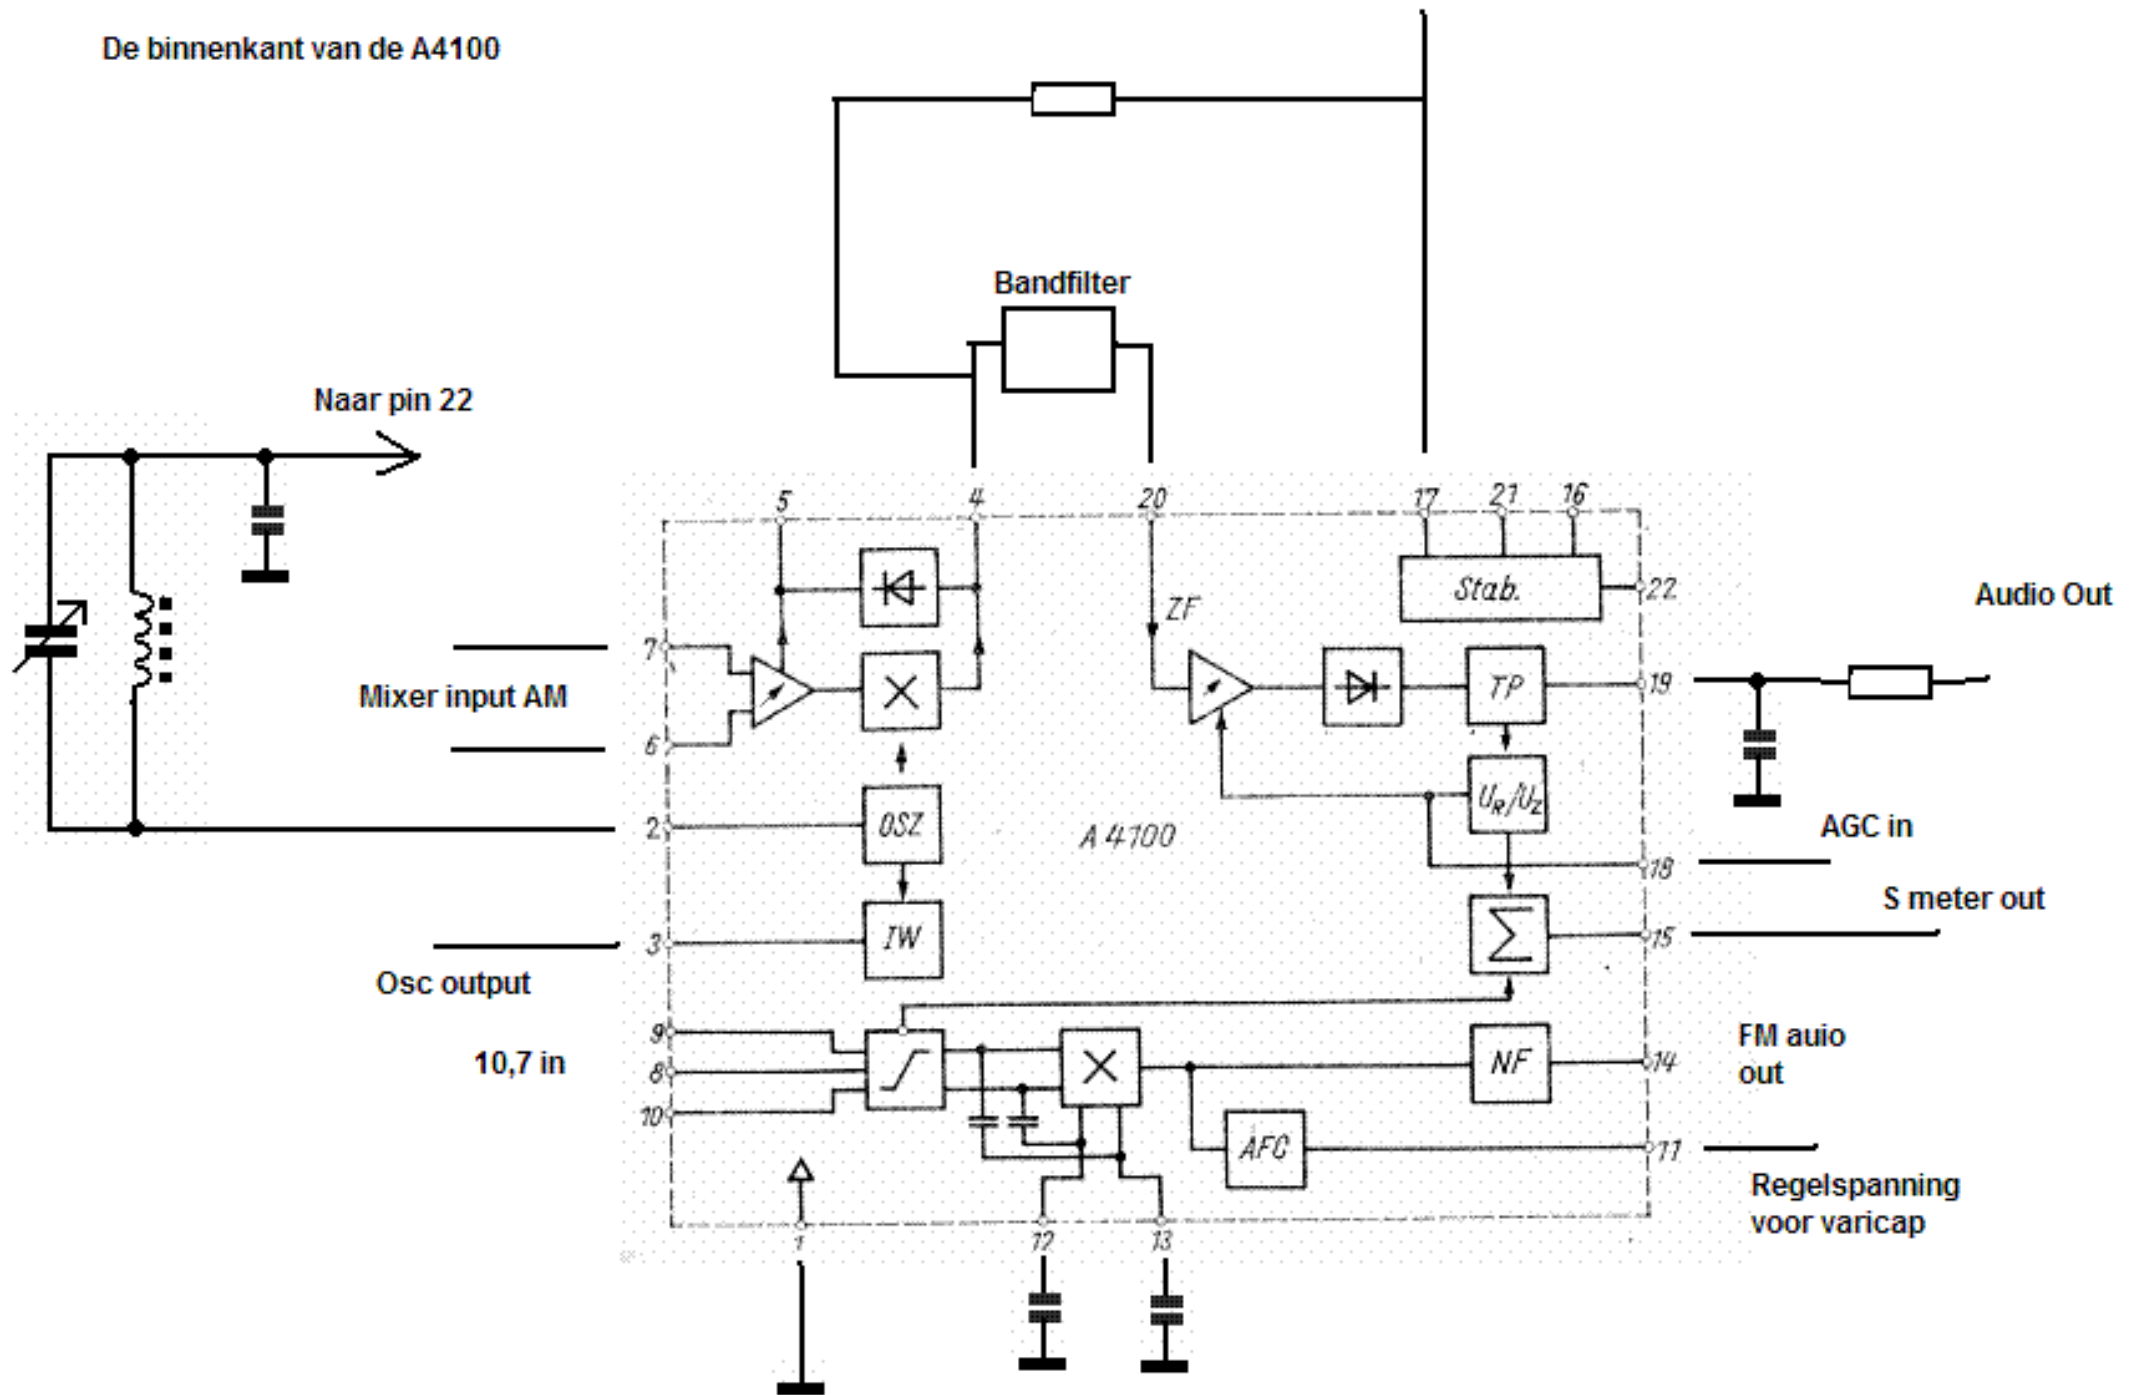 De binnenkant van de A4100
Bandfilter
Naar pin 22
5
4
20
17
21
16
Stab.
22
ZF
Audio Out
7
TP
19
Mixer input AM
6
UR/UZ
OSZ
2
A 4100
AGC in
18
S meter out
IW
3
15
Osc output
9
10,7 in
8
NF
14
FM auio
out
10
AFC
11
Regelspanning
voor varicap
1
12
13